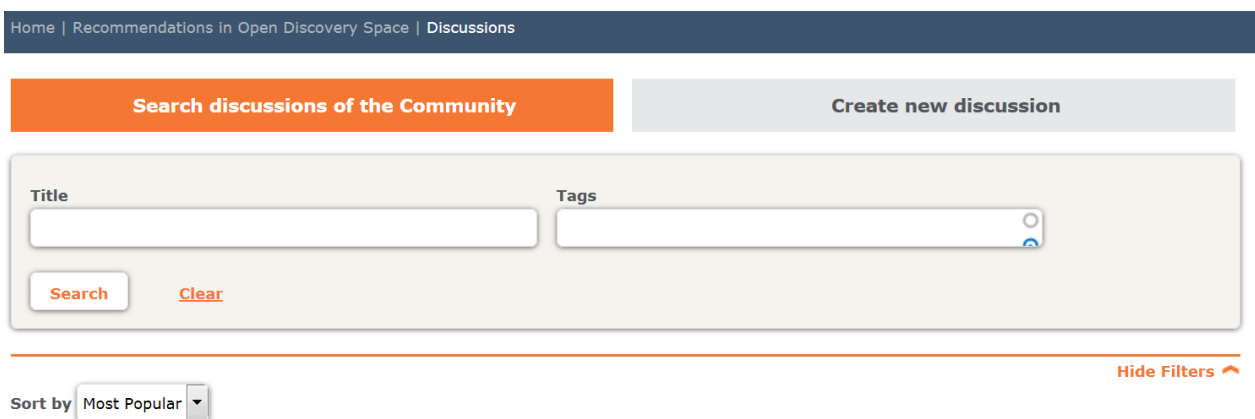 Home | Recommendations in Open Discovery Space | Discussions
Search discussions of the Community
Create new discussion
Title
Tags
Search
Clear
Hide Filters
Sort by Most Popular